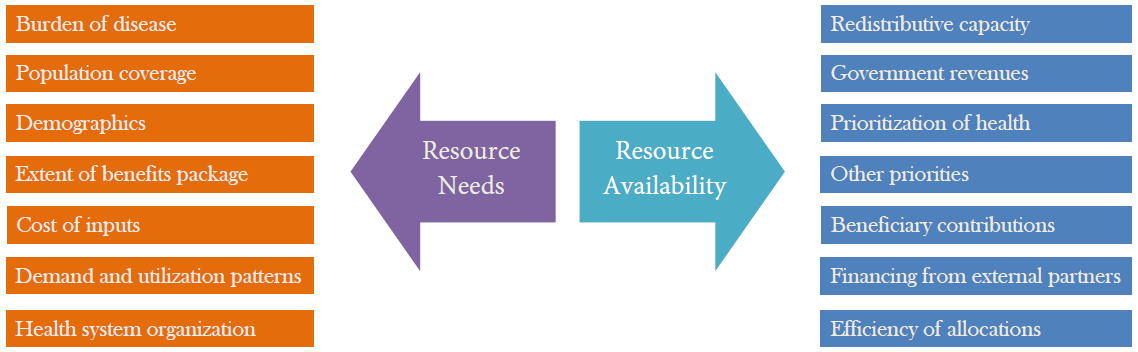 Burden of disease
Population coverage
Demographics
Extent of benefits package
Cost of inputs
Demand and utilization patterns
Health system organization
Resource
Needs
Resource
Availability
Redistributive capacity
Government revenues
Prioritization of health
Other priorities
Beneficiary contributions
Financing from external partners
Efficiency of allocations